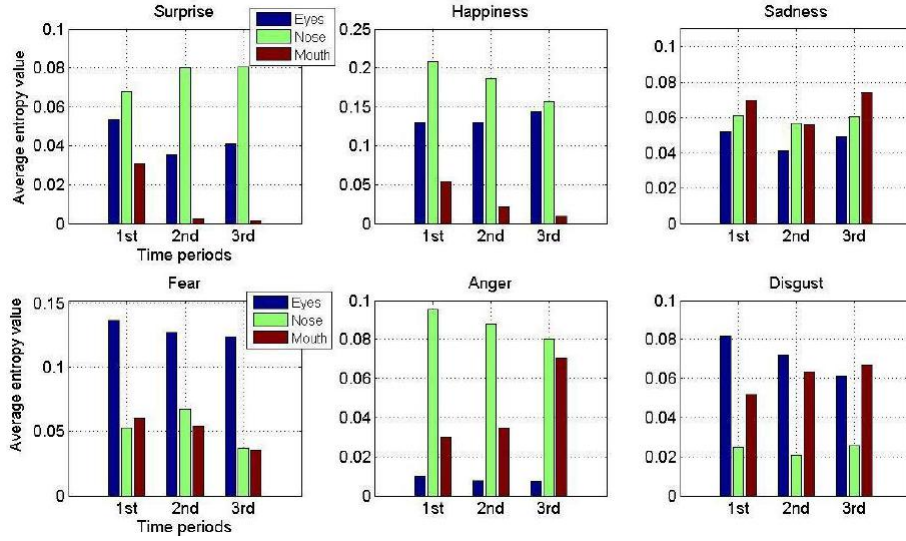 Surprise
Happiness
Sadness
Average entropy value
0.1
0.08
0.06
0.04
0.02
0
1st 2nd 3rd
Time periods
Eyes
Nose
Mouth
0.25
0.2
0.15
0.1
0.05
0
1st 2nd 3rd
0.1
0.08
0.06
0.04
0.02
0
1st 2nd 3rd
Fear
Anger
Disgust
Average entropy value
0.15
0.1
0.05
0
1st 2nd 3rd
Time periods
Eyes
Nose
Mouth
0.1
0.08
0.06
0.04
0.02
0
1st 2nd 3rd
0.1
0.08
0.06
0.04
0.02
0
1st 2nd 3rd